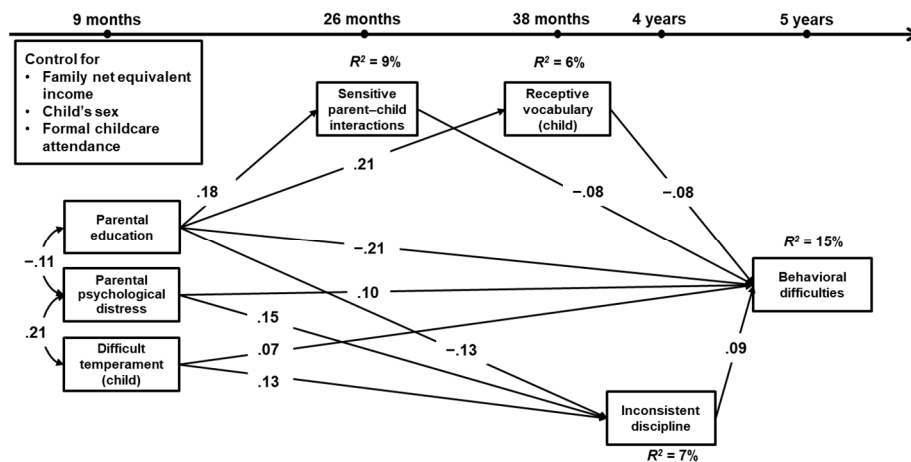 9 months
26 months
38 months
4 years
5 years
Control for
• Family net equivalent
income
• Child's sex
• Formal childcare
attendance
R² = 9%
Sensitive
parent–child
interactions
R² = 6%
Receptive
vocabulary
(child)
.18
.21
−.08
−.08
Parental
education
−.11
Parental
psychological
distress
.21
Difficult
temperament
(child)
−.21
.10
.15
.07
−.13
.13
R² = 15%
Behavioral
difficulties
.09
Inconsistent
discipline
R² = 7%